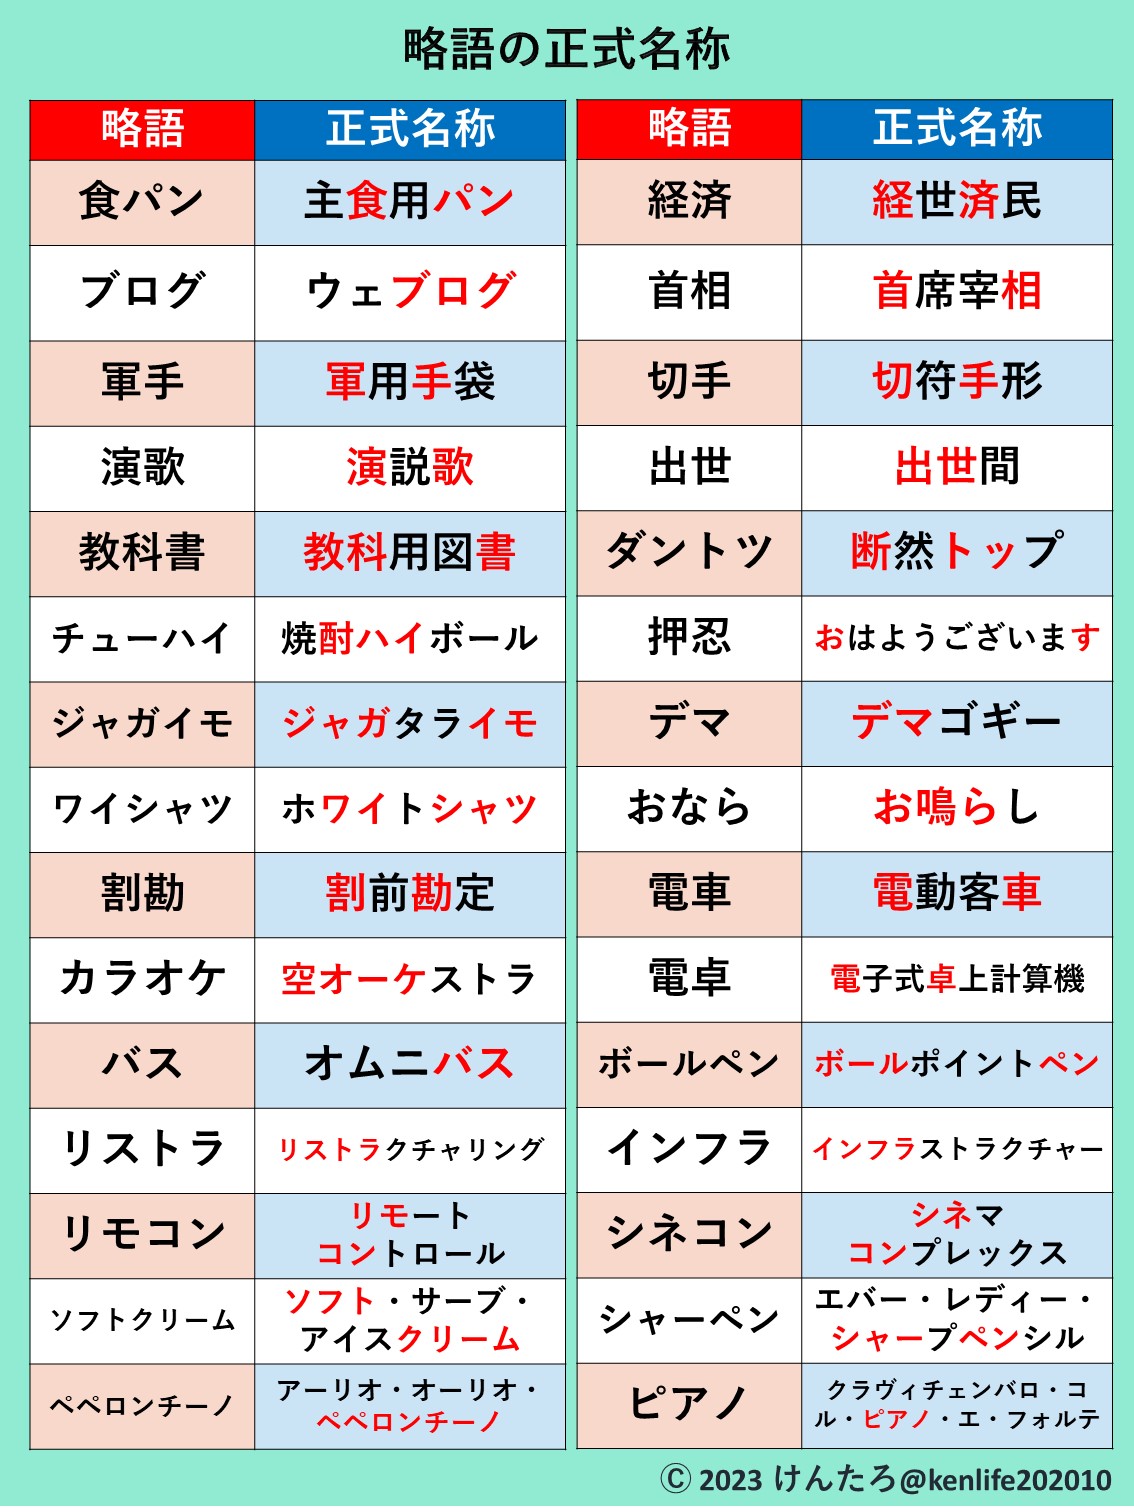 略語の正式名称
略語 正式名称
食パン 主食用パン
ブログ ウェブログ
軍手 軍用手袋
演歌 演説歌
教科書 教科用図書
チューハイ 焼酎ハイボール
ジャガイモ ジャガタライモ
ワイシャツ ホワイトシャツ
割勘 割前勘定
カラオケ 空オーケストラ
バス オムニバス
リストラ リストラクチャリング
リモコン リモート
コントロール
ソフトクリーム ソフト・サーブ・
アイスクリーム
ペペロンチーノ アーリオ・オーリオ・
ペペロンチーノ
略語 正式名称
経済 経世済民
首相 首席宰相
切手 切符手形
出世 出世間
ダントツ 断然トップ
押忍 おはようございます
デマ デマゴギー
おなら お鳴らし
電車 電動客車
電卓 電子式卓上計算機
ボールペン ボールポイントペン
インフラ インフラストラクチャー
シネコン シネマ
コンプレックス
シャーペン エバー・レディー・
シャープペンシル
ピアノ クラヴィチェンバロ・コ
ル・ピアノ・エ・フォルテ
Ⓒ 2023 けんたろ@kenlife202010